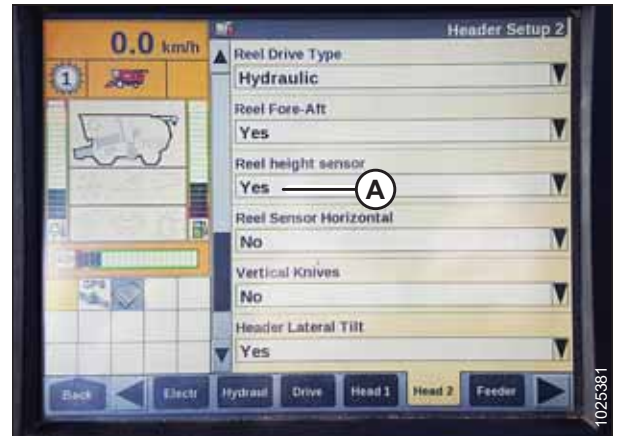 Header Setup 2
0.0 km/h
1
Reel Drive Type
Hydraulic
Reel Fore-Aft
Yes
Reel height sensor
Yes
A
Reel Sensor Horizontal
No
Vertical Knives
No
Header Lateral Tilt
Yes
GPS
Back
Electr
Hydraul
Drive
Head 1
Head 2
Feeder
1025381